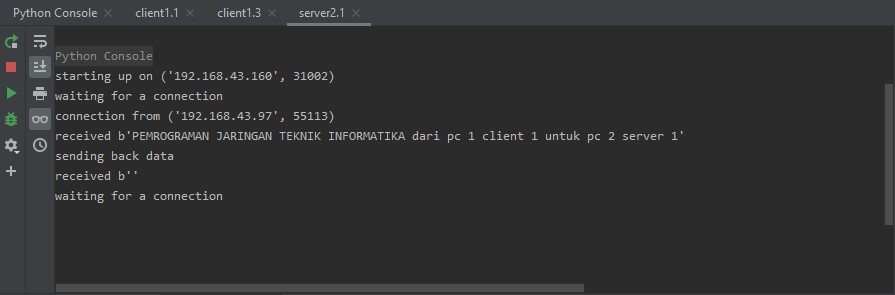 Python Console
client1.1
client1.3
server2.1
Python Console
starting up on ('192.168.43.160', 31002)
waiting for a connection
connection from ('192.168.43.97', 55113)
received b'PEMROGRAMAN JARINGAN TEKNIK INFORMATIKA dari pc 1 client 1 untuk pc 2 server 1'
sending back data
received b''
waiting for a connection